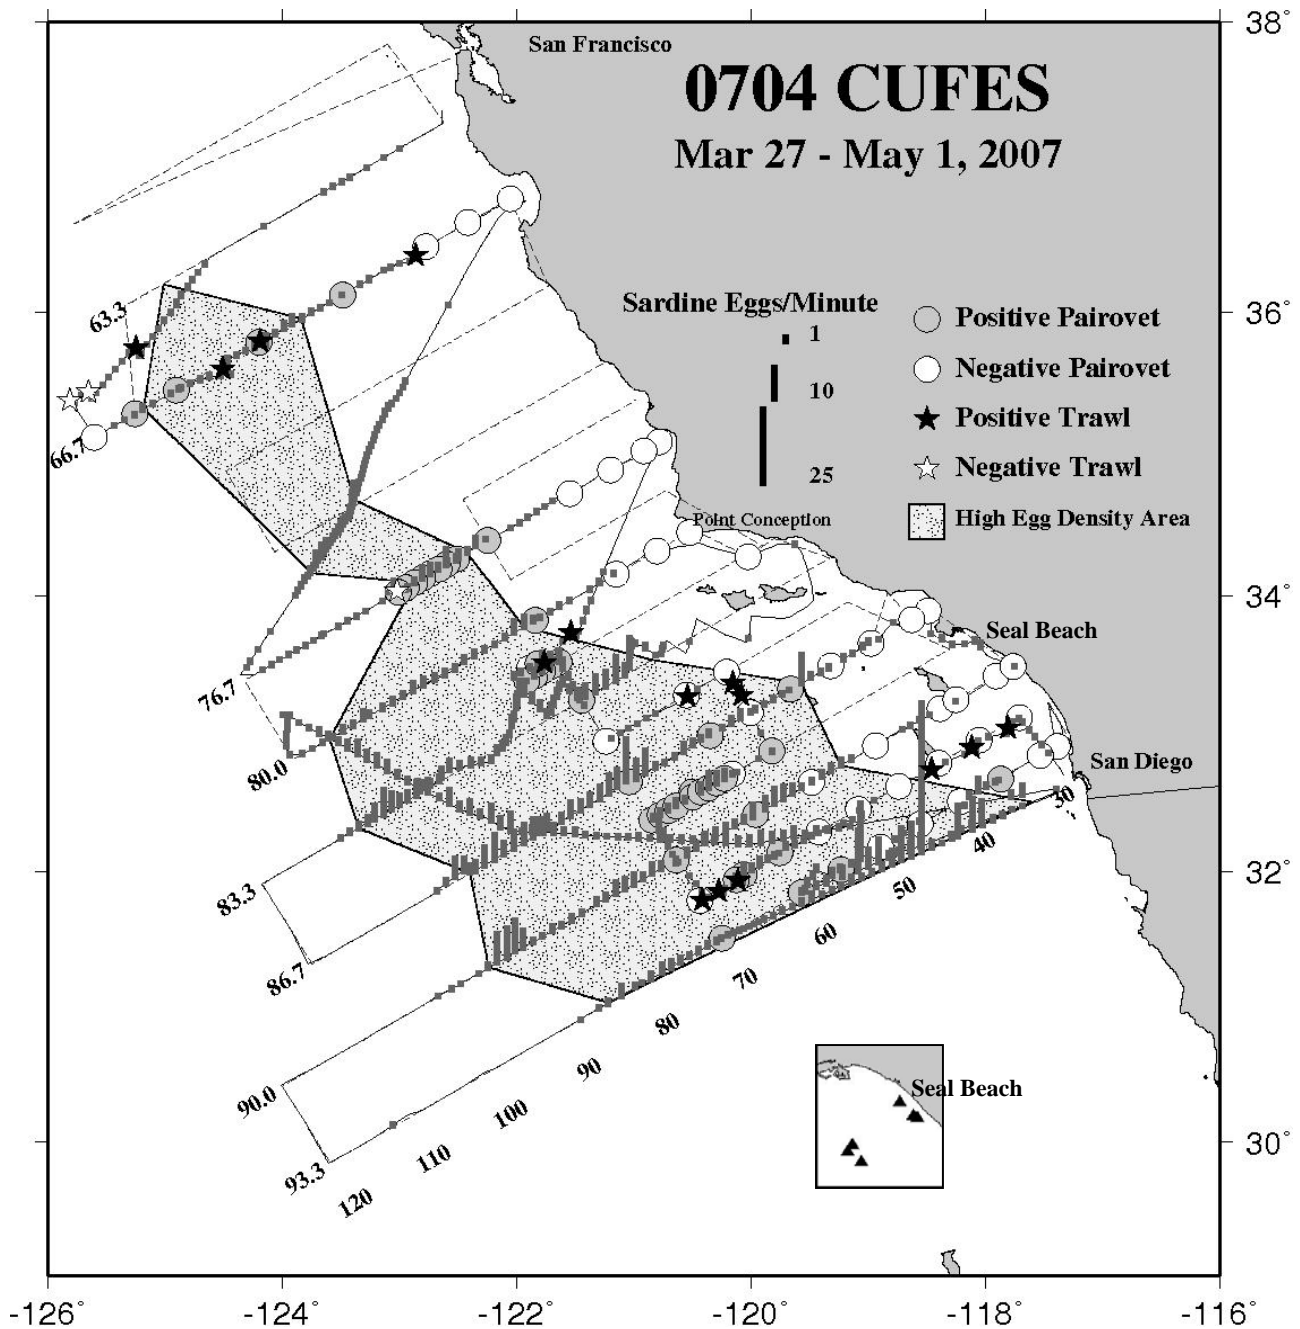 38°
San Francisco
0704 CUFES
Mar 27 - May 1, 2007
Sardine Eggs/Minute
1
10
25
Positive Pairovet
Negative Pairovet
Positive Trawl
Negative Trawl
High Egg Density Area
36°
63.3
66.7
Point Conception
34°
Seal Beach
76.7
80.0
San Diego
30
40
32°
83.3
50
60
86.7
70
80
90
90.0
Seal Beach
100
30°
110
93.3
120
-126°
-124°
-122°
-120°
-118°
-116°